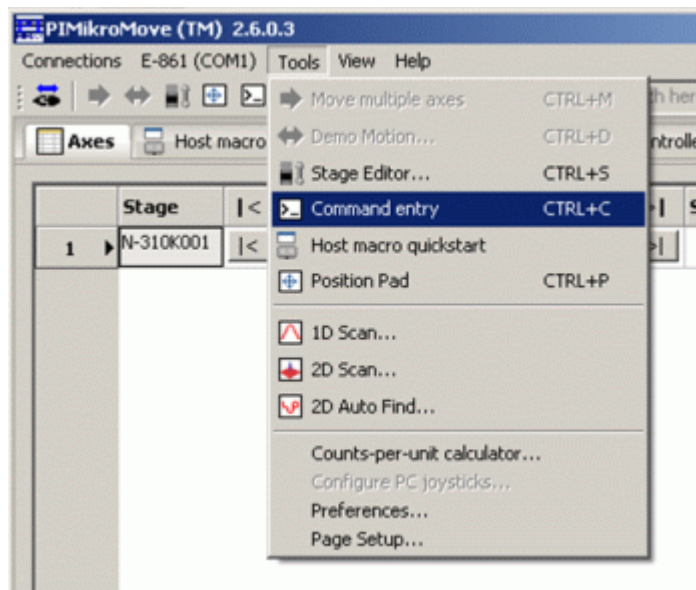 PIMikroMove (TM) 2.6.0.3
Connections E-861 (COM1) Tools View Help
Move multiple axes CTRL+M
Axes Host macro
Demo Motion... CTRL+D
Stage Editor... CTRL+S
Stage |<
Command entry CTRL+C
1 N-310K001 |<
Host macro quickstart >|
Position Pad CTRL+P
1D Scan...
2D Scan...
2D Auto Find...
Counts-per-unit calculator...
Configure PC joysticks...
Preferences...
Page Setup...